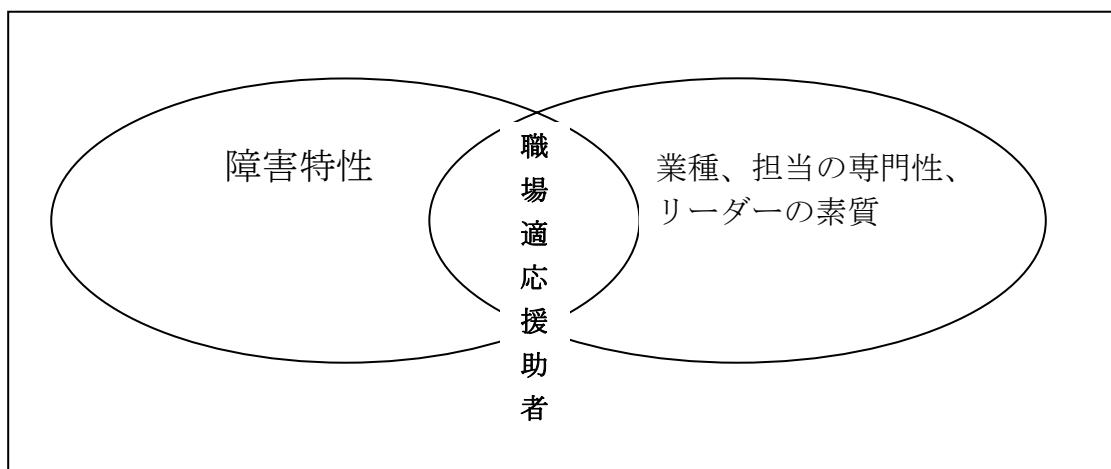 障害特性
職場適応援助者
業種、担当の専門性、
リーダーの素質